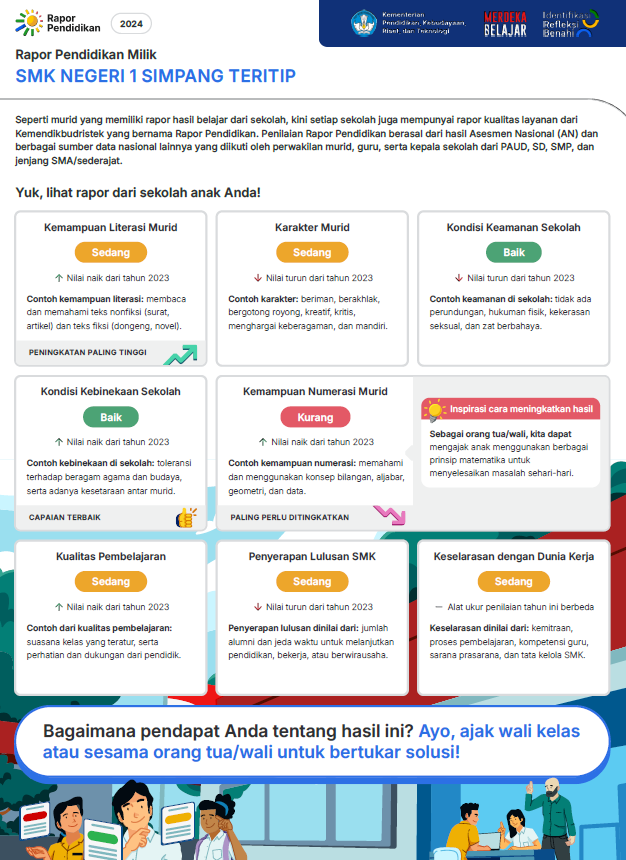 Rapor
Pendidikan
2024
Kementerian
Pendidikan Kebudayaan
Riset, dan Teknologi
MERDEKA
BELAJAR
Identifikasi
Refleksi
Benahi
Rapor Pendidikan Milik
SMK NEGERI 1 SIMPANG TERITIP
Seperti murid yang memiliki rapor hasil belajar dari sekolah, kini setiap sekolah juga mempunyai rapor kualitas layanan dari
Kemendikbudristek yang bernama Rapor Pendidikan. Penilaian Rapor Pendidikan berasal dari hasil Asesmen Nasional (AN) dan
berbagai sumber data nasional lainnya yang diikuti oleh perwakilan murid, guru, serta kepala sekolah dari PAUD, SD, SMP, dan
jenjang SMA/sederajat.
Yuk, lihat rapor dari sekolah anak Anda!
Kemampuan Literasi Murid
Sedang
↑ Nilai naik dari tahun 2023
Contoh kemampuan literasi: membaca
dan memahami teks nonfiksi (surat,
artikel) dan teks fiksi (dongeng, novel).
PENINGKATAN PALING TINGGI
Karakter Murid
Sedang
↓ Nilai turun dari tahun 2023
Contoh karakter: beriman, berakhlak,
bergotong royong, kreatif, kritis,
menghargai keberagaman, dan mandiri.
Kondisi Keamanan Sekolah
Baik
↓ Nilai turun dari tahun 2023
Contoh keamanan di sekolah: tidak ada
perundungan, hukuman fisik, kekerasan
seksual, dan zat berbahaya.
Kondisi Kebinekaan Sekolah
Baik
↑ Nilai naik dari tahun 2023
Contoh kebinekaan di sekolah: toleransi
terhadap beragam agama dan budaya,
serta adanya kesetaraan antar murid.
CAPAIAN TERBAIK
Kemampuan Numerasi Murid
Kurang
↑ Nilai naik dari tahun 2023
Contoh kemampuan numerasi: memahami
dan menggunakan konsep bilangan, aljabar,
geometri, dan data.
PALING PERLU DITINGKATKAN
Inspirasi cara meningkatkan hasil
Sebagai orang tua/wali, kita dapat
mengajak anak menggunakan berbagai
prinsip matematika untuk
menyelesaikan masalah sehari-hari.
Kualitas Pembelajaran
Sedang
↑ Nilai naik dari tahun 2023
Contoh dari kualitas pembelajaran:
suasana kelas yang teratur, serta
perhatian dan dukungan dari pendidik.
Penyerapan Lulusan SMK
Sedang
↓ Nilai turun dari tahun 2023
Penyerapan lulusan dinilai dari: jumlah
alumni dan jeda waktu untuk melanjutkan
pendidikan, bekerja, atau berwirausaha.
Keselarasan dengan Dunia Kerja
Sedang
— Alat ukur penilaian tahun ini berbeda
Keselarasan dinilai dari: kemitraan,
proses pembelajaran, kompetensi guru,
sarana prasarana, dan tata kelola SMK.
Bagaimana pendapat Anda tentang hasil ini? Ayo, ajak wali kelas
atau sesama orang tua/wali untuk bertukar solusi!